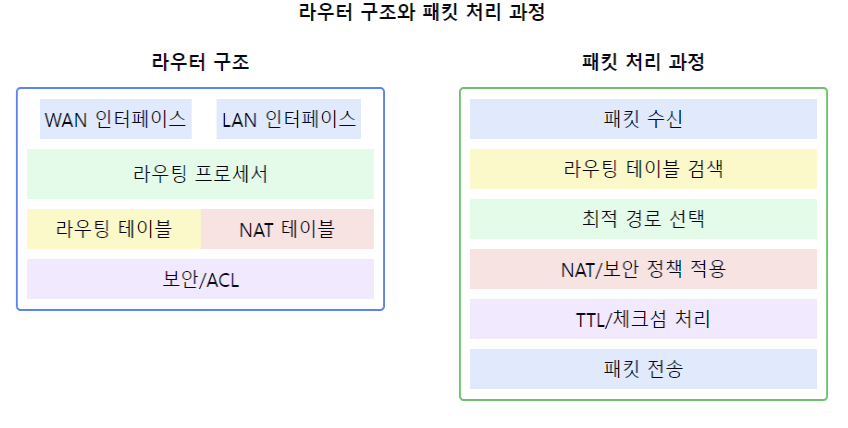 라우터 구조와 패킷 처리 과정
라우터 구조
WAN 인터페이스
LAN 인터페이스
라우팅 프로세서
라우팅 테이블
NAT 테이블
보안/ACL
패킷 처리 과정
패킷 수신
라우팅 테이블 검색
최적 경로 선택
NAT/보안 정책 적용
TTL/체크섬 처리
패킷 전송